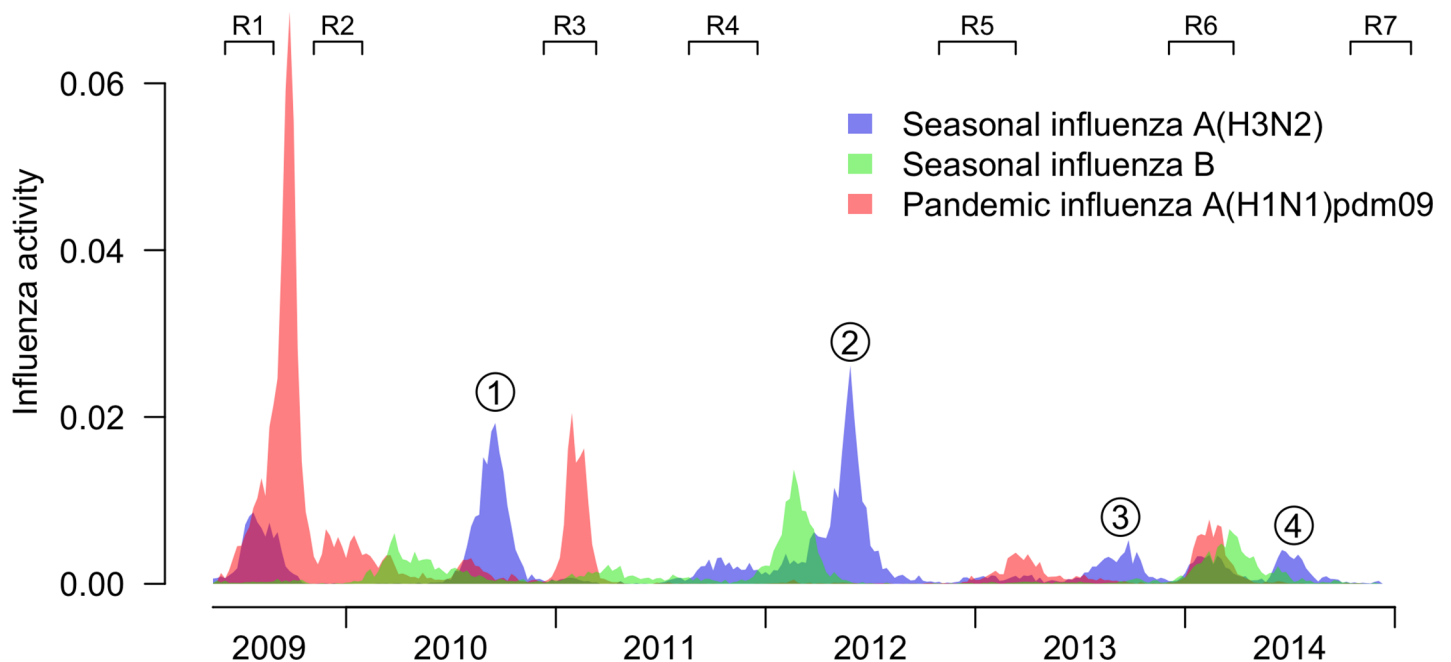 R1 R2 R3 R4 R5 R6 R7
0.06
Seasonal influenza A(H3N2)
Seasonal influenza B
Pandemic influenza A(H1N1)pdm09
Influenza activity
0.04
②
①
0.02
③
④
0.00
2009 2010 2011 2012 2013 2014